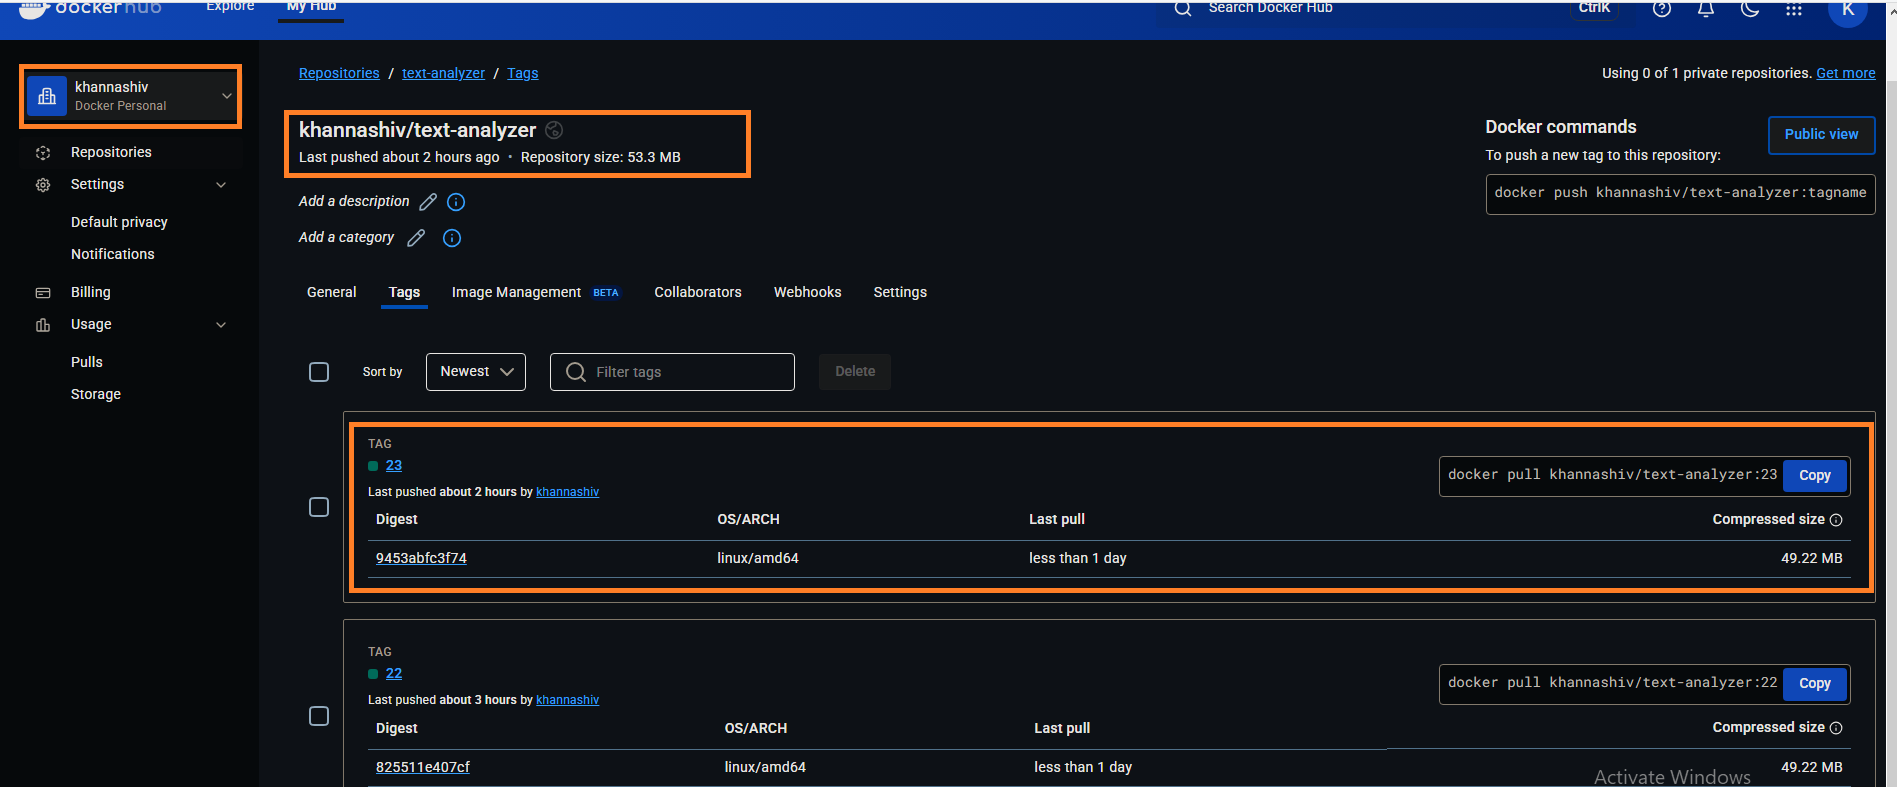 dockerhub
Explore
My Hub
Search Docker Hub
CtrlK
K
khannashiv
Docker Personal
Repositories
Settings
Default privacy
Notifications
Billing
Usage
Pulls
Storage
Repositories / text-analyzer / Tags
Using 0 of 1 private repositories. Get more
khannashiv/text-analyzer
Last pushed about 2 hours ago • Repository size: 53.3 MB
Add a description
Add a category
Docker commands
Public view
To push a new tag to this repository:
docker push khannashiv/text-analyzer:tagname
General Tags Image Management BETA Collaborators Webhooks Settings
Sort by Newest Filter tags Delete
TAG
23
Last pushed about 2 hours by khannashiv
docker pull khannashiv/text-analyzer:23 Copy
Digest OS/ARCH Last pull Compressed size
9453abfc3f74 linux/amd64 less than 1 day 49.22 MB
TAG
22
Last pushed about 3 hours by khannashiv
docker pull khannashiv/text-analyzer:22 Copy
Digest OS/ARCH Last pull Compressed size
825511e407cf linux/amd64 less than 1 day 49.22 MB
Activate Windows